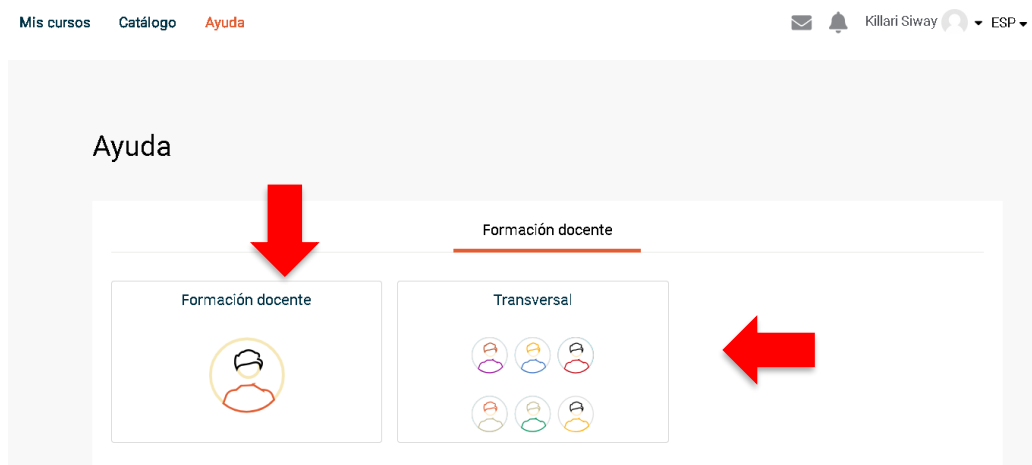 Mis cursos Catálogo Ayuda Killari Siway ESP
Ayuda
Formación docente
Formación docente Transversal